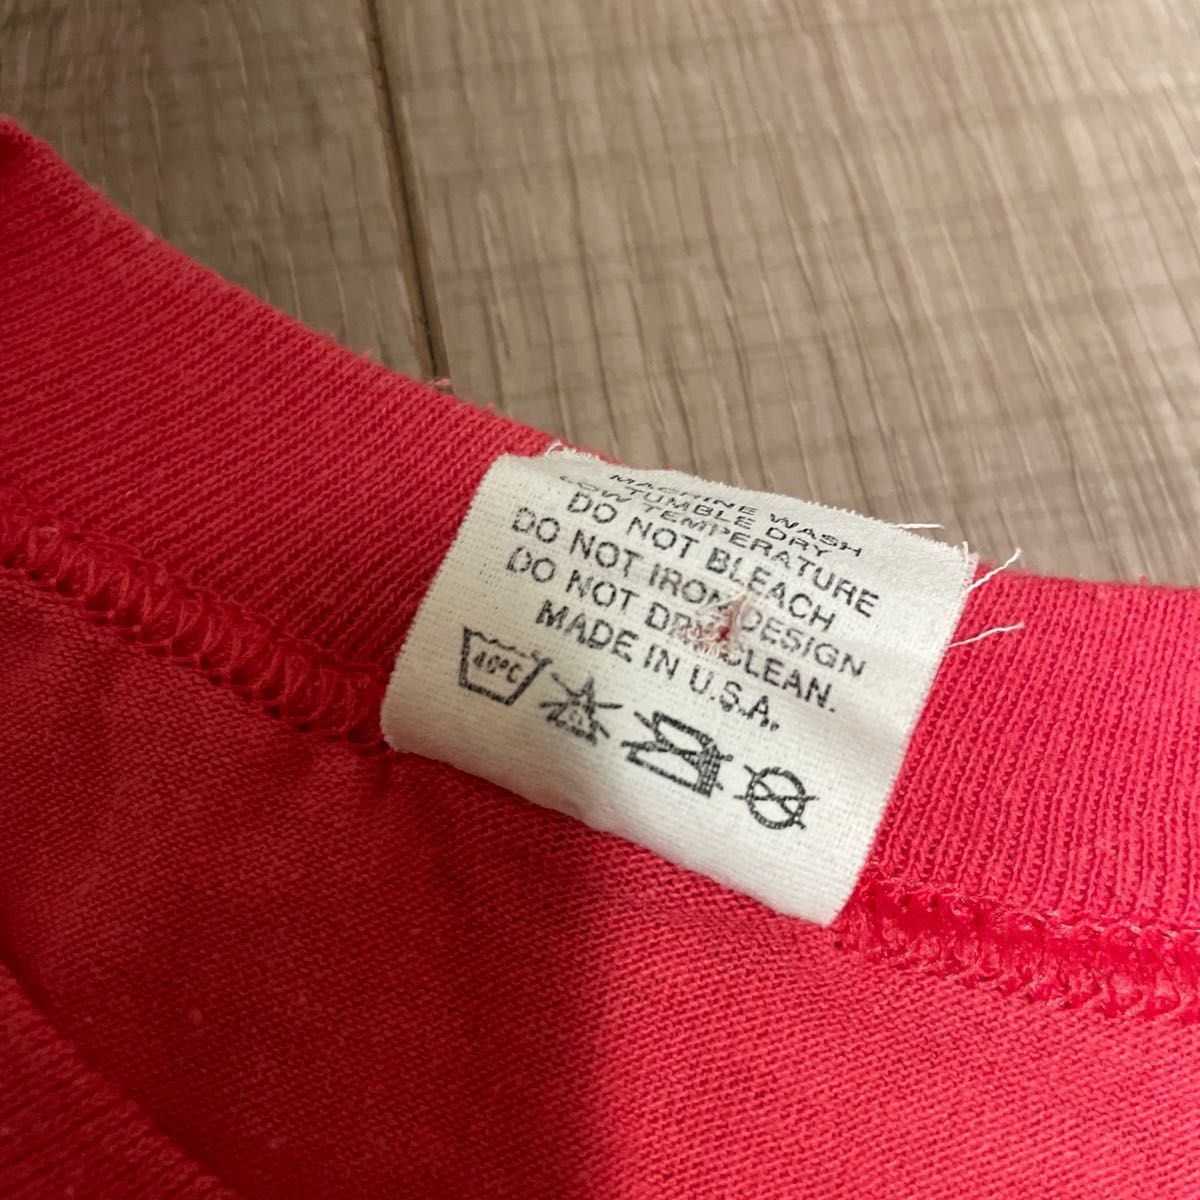 MACHINE WASH
LOW TUMBLE DRY
LOW TEMPERATURE
DO NOT BLEACH
DO NOT IRON DESIGN
DO NOT DRY CLEAN.
MADE IN U.S.A.
40°C